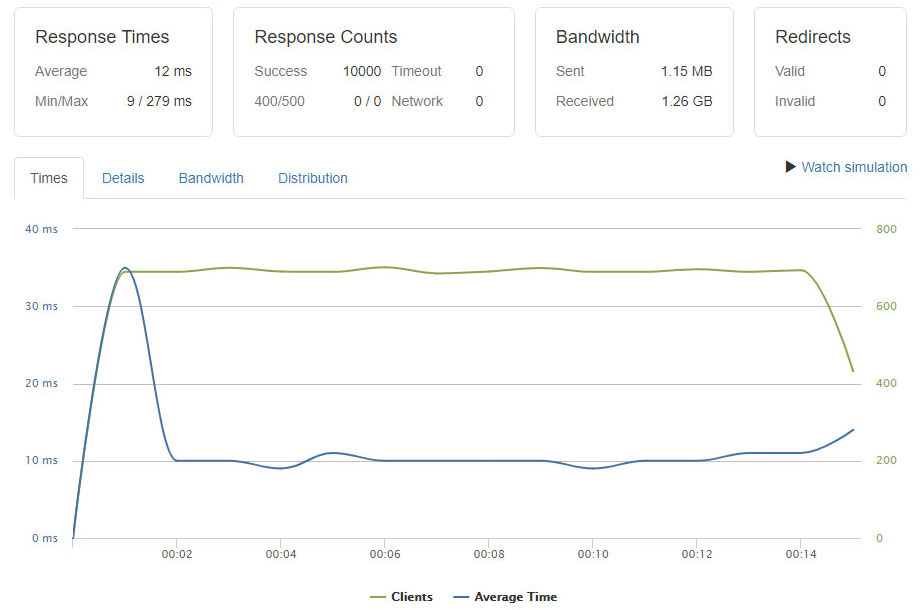 Response Times
Average 12 ms
Min/Max 9 / 279 ms
Response Counts
Success 10000 Timeout 0
400/500 0 / 0 Network 0
Bandwidth
Sent 1.15 MB
Received 1.26 GB
Redirects
Valid 0
Invalid 0
Times Details Bandwidth Distribution
Watch simulation
40 ms 800
30 ms 600
20 ms 400
10 ms 200
0 ms 0
00:02 00:04 00:06 00:08 00:10 00:12 00:14
Clients Average Time